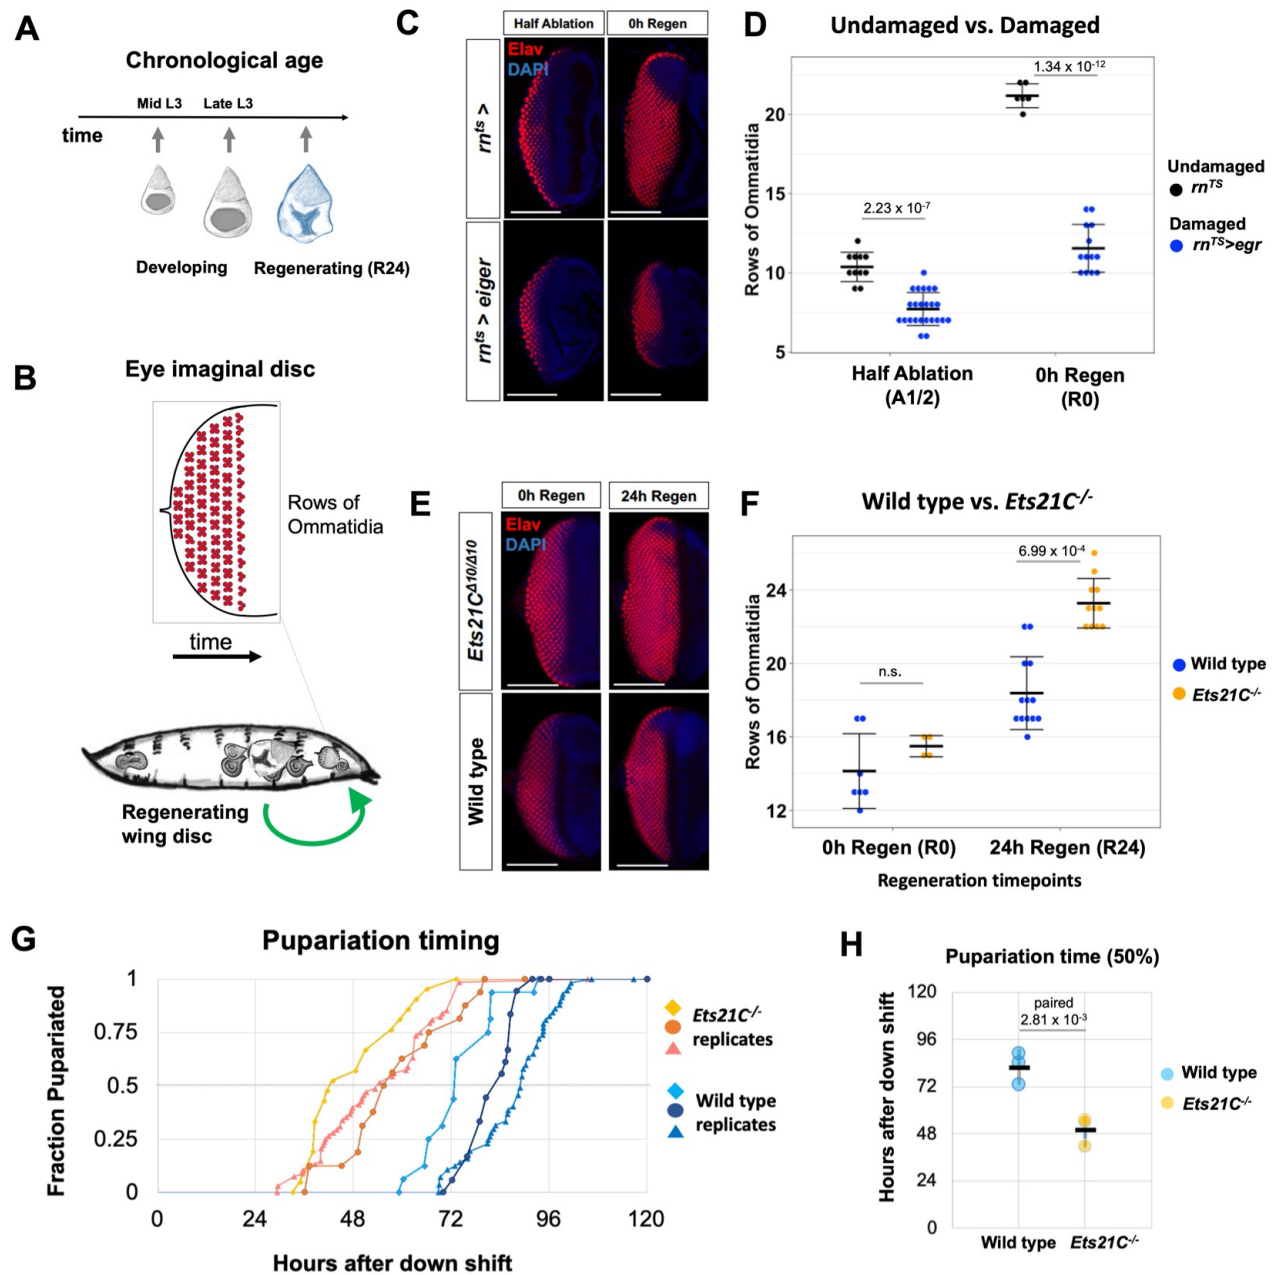 A
Chronological age
Mid L3
Late L3
time
Developing
Regenerating (R24)
B
Eye imaginal disc
Rows of
Ommatidia
time
Regenerating
wing disc
C
Half Ablation
0h Regen
Elav
DAPI
rnᵗˢ >
rnᵗˢ > eiger
D
Undamaged vs. Damaged
1.34 x 10⁻¹²
2.23 x 10⁻⁷
Rows of Ommatidia
20
15
10
5
Half Ablation
(A1/2)
0h Regen
(R0)
Undamaged
rnᵀˢ
Damaged
rnᵀˢ>egr
E
0h Regen
24h Regen
Elav
DAPI
Ets21C^Δ10/Δ10
Wild type
F
Wild type vs. Ets21C⁻/⁻
6.99 x 10⁻⁴
n.s.
Rows of Ommatidia
24
20
16
12
0h Regen (R0)
24h Regen (R24)
Regeneration timepoints
Wild type
Ets21C⁻/⁻
G
Pupariation timing
Fraction Pupariated
1
0.75
0.5
0.25
0
0
24
48
72
96
120
Hours after down shift
Ets21C⁻/⁻
replicates
Wild type
replicates
H
Pupariation time (50%)
paired
2.81 x 10⁻³
Hours after down shift
120
96
72
48
24
0
Wild type
Ets21C⁻/⁻
Wild type
Ets21C⁻/⁻